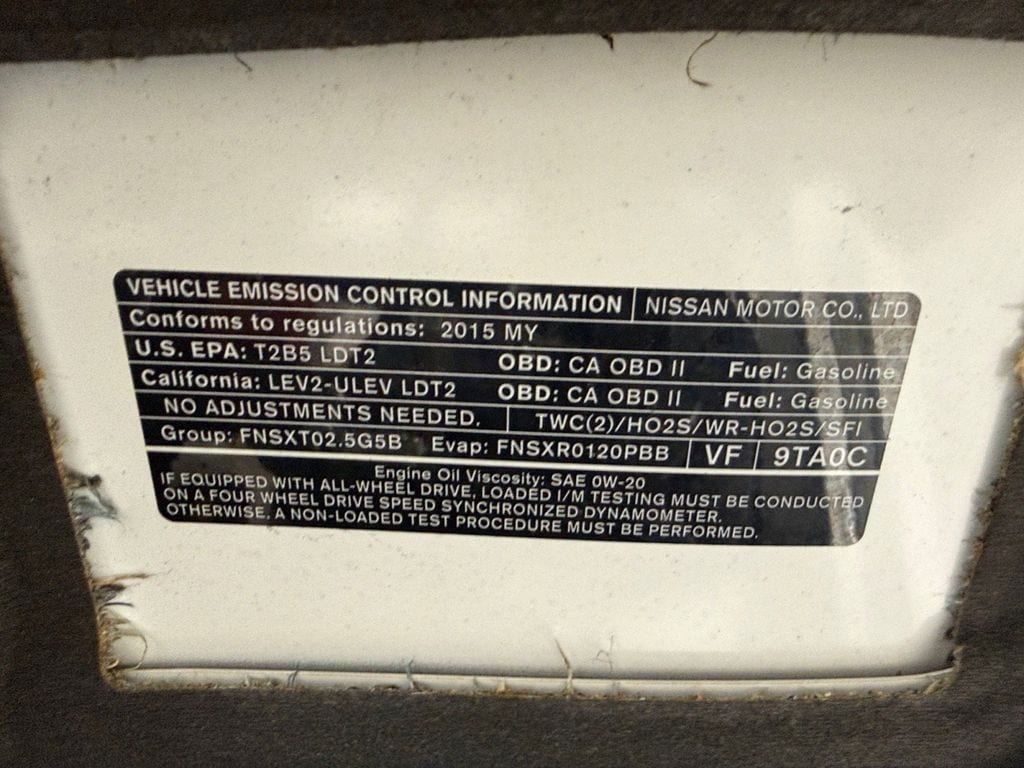 VEHICLE EMISSION CONTROL INFORMATION NISSAN MOTOR CO., LTD
Conforms to regulations: 2015 MY
U.S. EPA: T2B5 LDT2 OBD: CA OBD II Fuel: Gasoline
California: LEV2-ULEV LDT2 OBD: CA OBD II Fuel: Gasoline
NO ADJUSTMENTS NEEDED. TWC(2)/HO2S/WR-HO2S/SFI
Group: FNSXT02.5G5B Evap: FNSXR0120PBB VF 9TA0C
Engine Oil Viscosity: SAE 0W-20
IF EQUIPPED WITH ALL-WHEEL DRIVE, LOADED I/M TESTING MUST BE CONDUCTED
ON A FOUR WHEEL DRIVE SPEED SYNCHRONIZED DYNAMOMETER.
OTHERWISE, A NON-LOADED TEST PROCEDURE MUST BE PERFORMED.